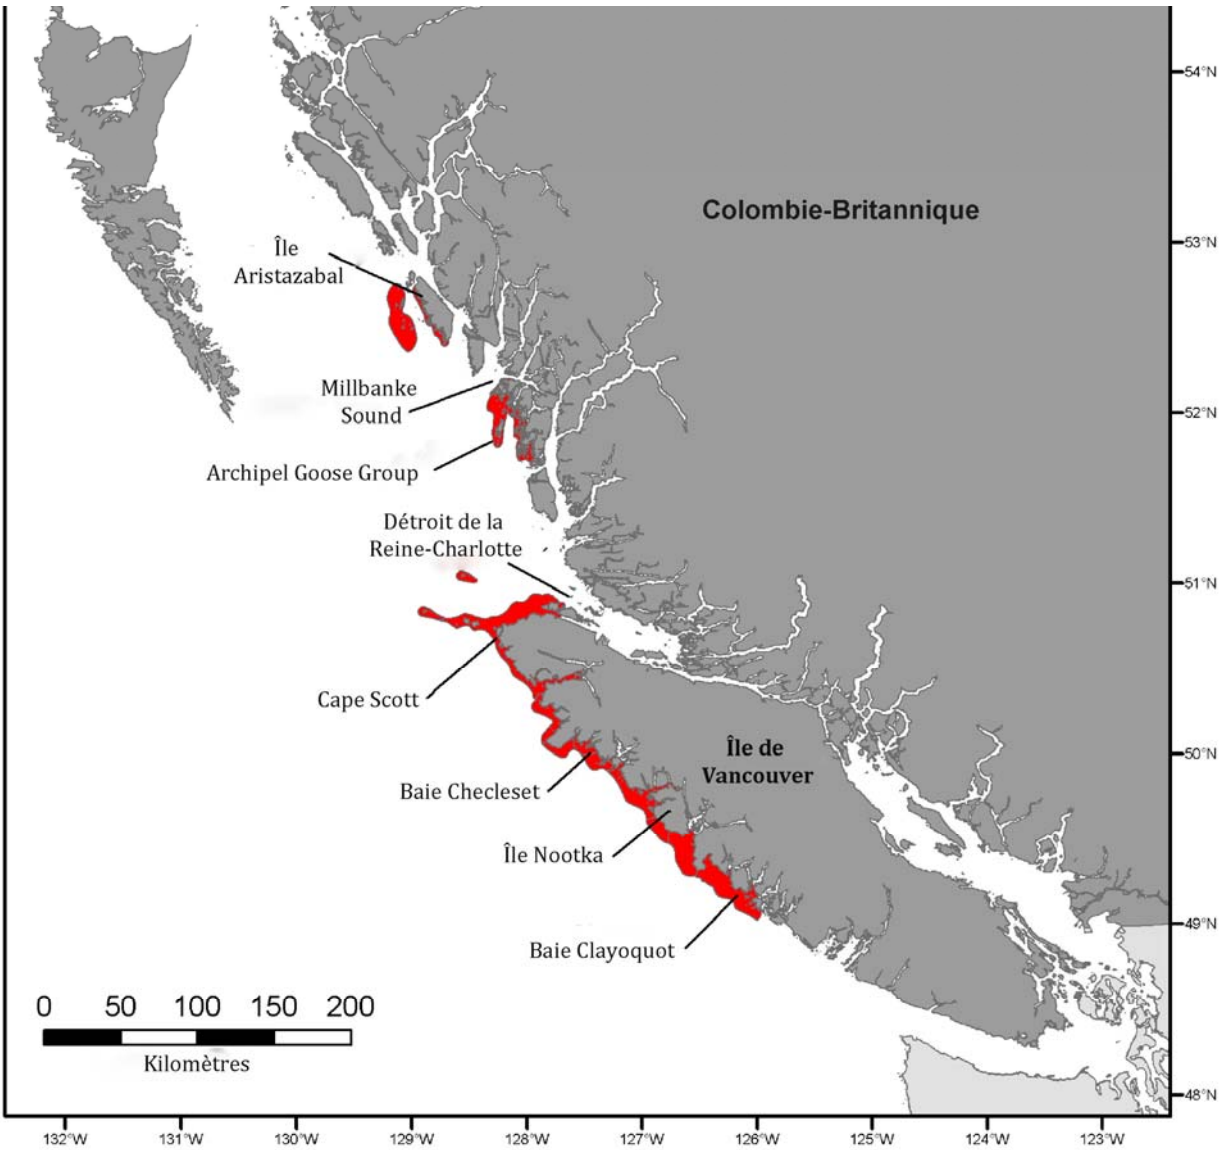 54°N
Colombie-Britannique
53°N
Île
Aristazabal
Millbanke
Sound
52°N
Archipel Goose Group
Détroit de la
Reine-Charlotte
51°N
Cape Scott
50°N
Île de
Vancouver
Baie Checleset
Île Nootka
49°N
Baie Clayoquot
0 50 100 150 200
Kilomètres
48°N
132°W 131°W 130°W 129°W 128°W 127°W 126°W 125°W 124°W 123°W